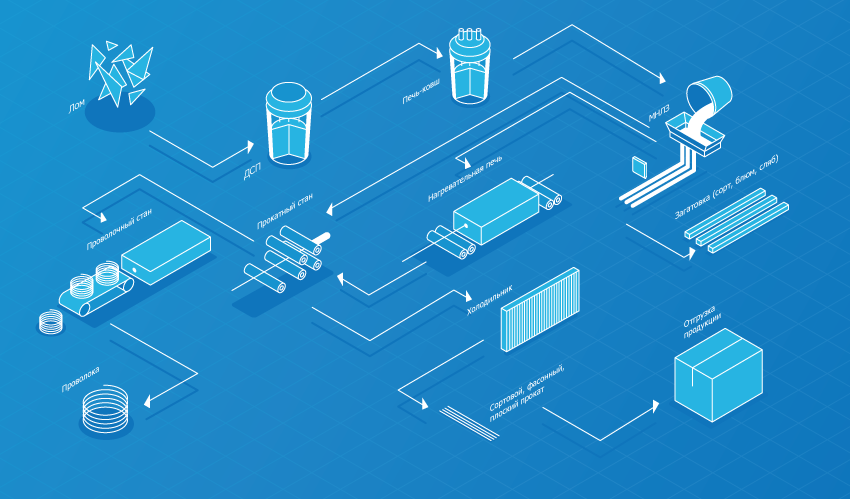 Лом
ДСП
Печь-ковш
МНЛЗ
Загатовка (сорт, блюм, сляб)
Нагревательная печь
Прокатный стан
Проволочный стан
Проволока
Холодильник
Сортовой, фасонный,
плоский прокат
Отгрузка
продукции